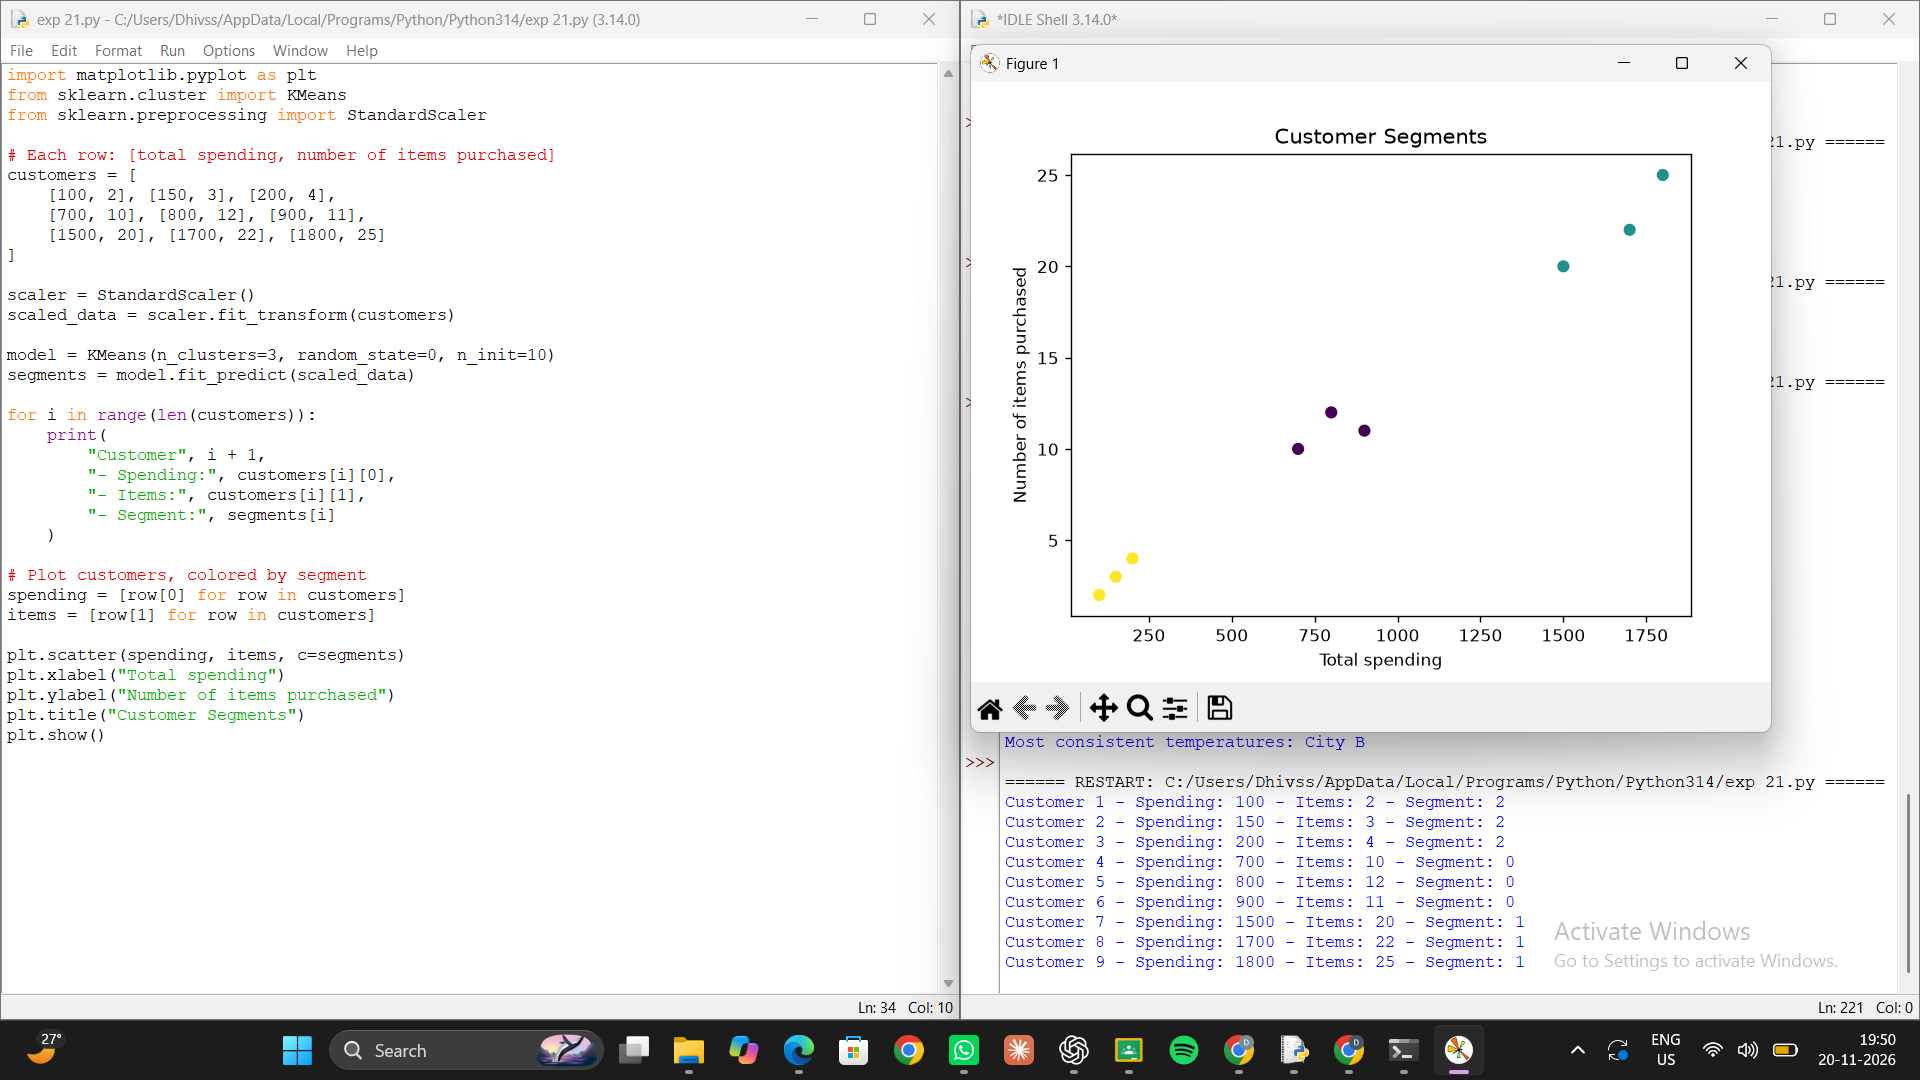 exp 21.py - C:/Users/Dhivss/AppData/Local/Programs/Python/Python314/exp 21.py (3.14.0)
File Edit Format Run Options Window Help
import matplotlib.pyplot as plt
from sklearn.cluster import KMeans
from sklearn.preprocessing import StandardScaler
# Each row: [total spending, number of items purchased]
customers = [
    [100, 2], [150, 3], [200, 4],
    [700, 10], [800, 12], [900, 11],
    [1500, 20], [1700, 22], [1800, 25]
]
scaler = StandardScaler()
scaled_data = scaler.fit_transform(customers)
model = KMeans(n_clusters=3, random_state=0, n_init=10)
segments = model.fit_predict(scaled_data)
for i in range(len(customers)):
    print(
        "Customer", i + 1,
        "- Spending:", customers[i][0],
        "- Items:", customers[i][1],
        "- Segment:", segments[i]
    )
# Plot customers, colored by segment
spending = [row[0] for row in customers]
items = [row[1] for row in customers]
plt.scatter(spending, items, c=segments)
plt.xlabel("Total spending")
plt.ylabel("Number of items purchased")
plt.title("Customer Segments")
plt.show()
Ln: 34 Col: 10
*IDLE Shell 3.14.0*
21.py ======
21.py ======
21.py ======
Figure 1
Customer Segments
Number of items purchased
25
20
15
10
5
250 500 750 1000 1250 1500 1750
Total spending
Most consistent temperatures: City B
>>>
====== RESTART: C:/Users/Dhivss/AppData/Local/Programs/Python/Python314/exp 21.py ======
Customer 1 - Spending: 100 - Items: 2 - Segment: 2
Customer 2 - Spending: 150 - Items: 3 - Segment: 2
Customer 3 - Spending: 200 - Items: 4 - Segment: 2
Customer 4 - Spending: 700 - Items: 10 - Segment: 0
Customer 5 - Spending: 800 - Items: 12 - Segment: 0
Customer 6 - Spending: 900 - Items: 11 - Segment: 0
Customer 7 - Spending: 1500 - Items: 20 - Segment: 1
Customer 8 - Spending: 1700 - Items: 22 - Segment: 1
Customer 9 - Spending: 1800 - Items: 25 - Segment: 1
Activate Windows
Go to Settings to activate Windows.
Ln: 221 Col: 0
27°
Search
ENG
US
19:50
20-11-2026